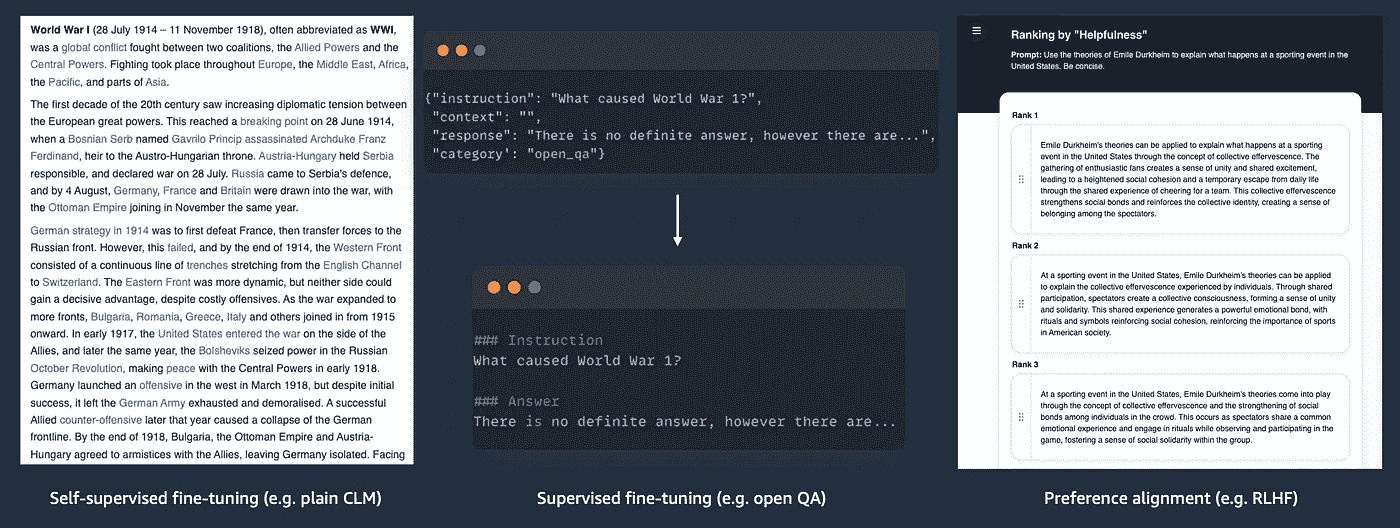 World War I (28 July 1914 – 11 November 1918), often abbreviated as WWI,
was a global conflict fought between two coalitions, the Allied Powers and the
Central Powers. Fighting took place throughout Europe, the Middle East, Africa,
the Pacific, and parts of Asia.
The first decade of the 20th century saw increasing diplomatic tension between
the European great powers. This reached a breaking point on 28 June 1914,
when a Bosnian Serb named Gavrilo Princip assassinated Archduke Franz
Ferdinand, heir to the Austro-Hungarian throne. Austria-Hungary held Serbia
responsible, and declared war on 28 July. Russia came to Serbia's defence,
and by 4 August, Germany, France and Britain were drawn into the war, with
the Ottoman Empire joining in November the same year.
German strategy in 1914 was to first defeat France, then transfer forces to the
Russian front. However, this failed, and by the end of 1914, the Western Front
consisted of a continuous line of trenches stretching from the English Channel
to Switzerland. The Eastern Front was more dynamic, but neither side could
gain a decisive advantage, despite costly offensives. As the war expanded to
more fronts, Bulgaria, Romania, Greece, Italy and others joined in from 1915
onward. In early 1917, the United States entered the war on the side of the
Allies, and later the same year, the Bolsheviks seized power in the Russian
October Revolution, making peace with the Central Powers in early 1918.
Germany launched an offensive in the west in March 1918, but despite initial
success, it left the German Army exhausted and demoralised. A successful
Allied counter-offensive later that year caused a collapse of the German
frontline. By the end of 1918, Bulgaria, the Ottoman Empire and Austria-
Hungary agreed to armistices with the Allies, leaving Germany isolated. Facing
Self-supervised fine-tuning (e.g. plain CLM)
{"instruction": "What caused World War 1?",
"context": "",
"response": "There is no definite answer, however there are...",
"category': "open_qa"}
### Instruction
What caused World War 1?
### Answer
There is no definite answer, however there are...
Supervised fine-tuning (e.g. open QA)
Ranking by "Helpfulness"
Prompt: Use the theories of Emile Durkheim to explain what happens at a sporting event in the
United States. Be concise.
Rank 1
Emile Durkheim's theories can be applied to explain what happens at a sporting
event in the United States through the concept of collective effervescence. The
gathering of enthusiastic fans creates a sense of unity and shared excitement,
leading to a heightened social cohesion and a temporary escape from daily life
through the shared experience of cheering for a team. This collective effervescence
strengthens social bonds and reinforces the collective identity, creating a sense of
belonging among the spectators.
Rank 2
At a sporting event in the United States, Emile Durkheim's theories can be applied
to explain the collective effervescence experienced by individuals. Through shared
participation, spectators create a collective consciousness, forming a sense of unity
and solidarity. This shared experience generates a powerful emotional bond, with
rituals and symbols reinforcing social cohesion, reinforcing the importance of sports
in American society.
Rank 3
At a sporting event in the United States, Emile Durkheim's theories come into play
through the concept of collective effervescence and the strengthening of social
bonds among individuals in the crowd. This occurs as spectators share a common
emotional experience and engage in rituals while observing and participating in the
game, fostering a sense of social solidarity within the group.
Preference alignment (e.g. RLHF)